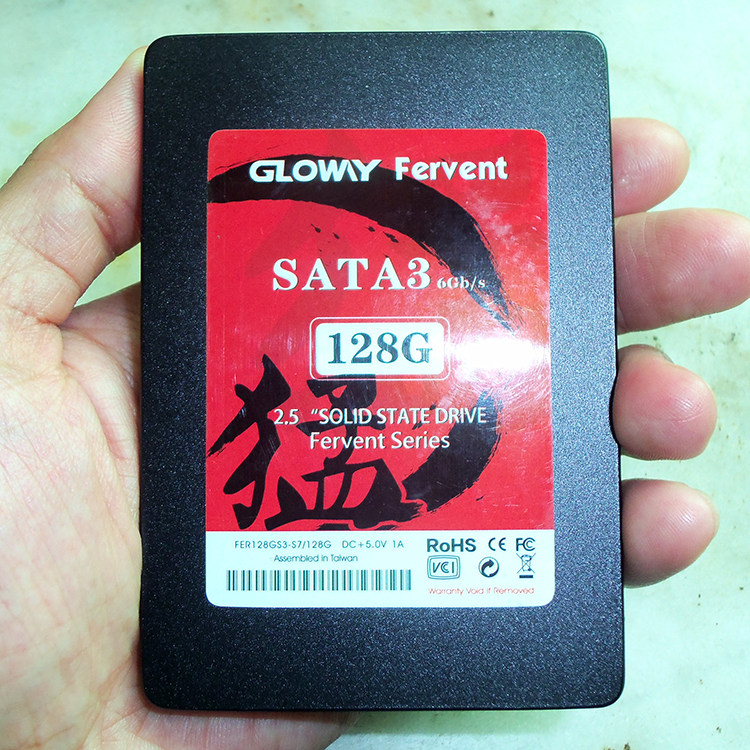 GLOWAY Fervent
SATA3 6Gb/s
128G
2.5 "SOLID STATE DRIVE
Fervent Series
猛
FER128GS3-S7/128G DC+5.0V 1A
Assembled in Taiwan
RoHS CE FC
VCI
Warranty Void If Removed